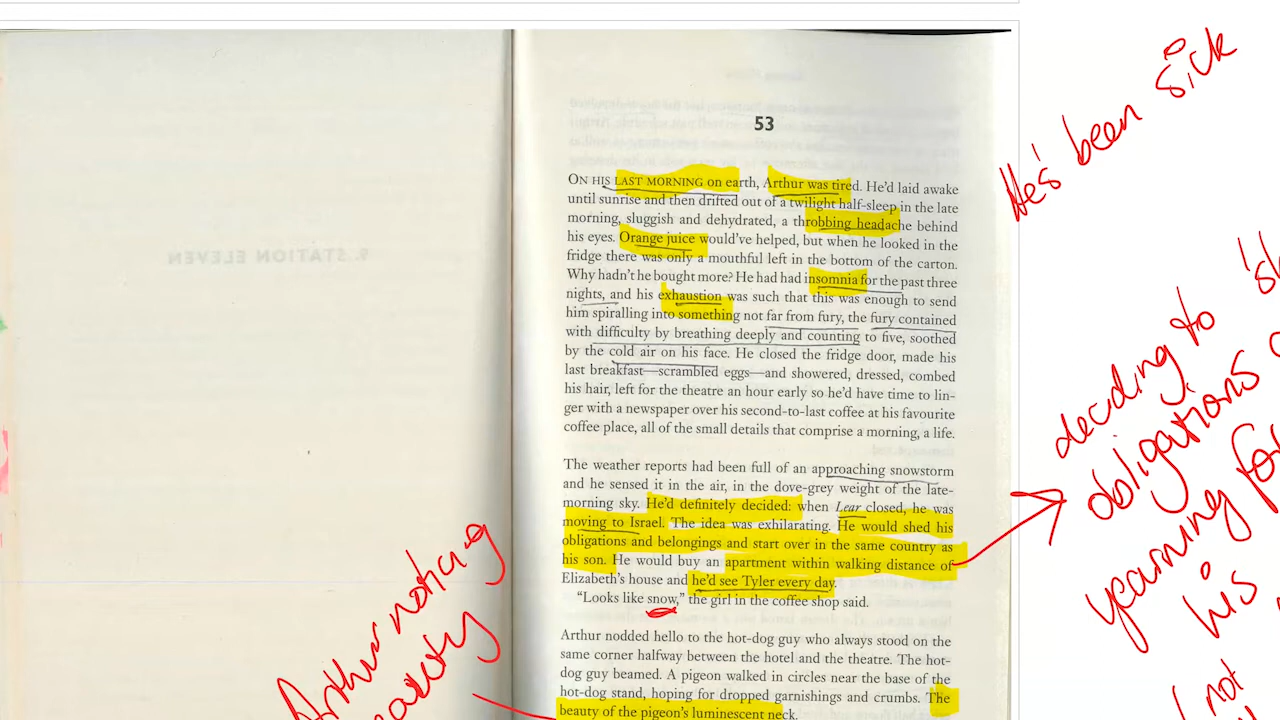 53
9. STATION ELEVEN
ON HIS LAST MORNING on earth, Arthur was tired. He'd laid awake
until sunrise and then drifted out of a twilight half-sleep in the late
morning, sluggish and dehydrated, a throbbing headache behind
his eyes. Orange juice would've helped, but when he looked in the
fridge there was only a mouthful left in the bottom of the carton.
Why hadn't he bought more? He had had insomnia for the past three
nights, and his exhaustion was such that this was enough to send
him spiralling into something not far from fury, the fury contained
with difficulty by breathing deeply and counting to five, soothed
by the cold air on his face. He closed the fridge door, made his
last breakfast—scrambled eggs—and showered, dressed, combed
his hair, left for the theatre an hour early so he'd have time to lin-
ger with a newspaper over his second-to-last coffee at his favourite
coffee place, all of the small details that comprise a morning, a life.
The weather reports had been full of an approaching snowstorm
and he sensed it in the air, in the dove-grey weight of the late-
morning sky. He'd definitely decided: when Lear closed, he was
moving to Israel. The idea was exhilarating. He would shed his
obligations and belongings and start over in the same country as
his son. He would buy an apartment within walking distance of
Elizabeth's house and he'd see Tyler every day.
"Looks like snow," the girl in the coffee shop said.
Arthur nodded hello to the hot-dog guy who always stood on the
same corner halfway between the hotel and the theatre. The hot-
dog guy beamed. A pigeon walked in circles near the base of the
hot-dog stand, hoping for dropped garnishings and crumbs. The
beauty of the pigeon's luminescent neck.
He's been sick
deciding to
obligations
yearning for
his
not
Arthur noticing